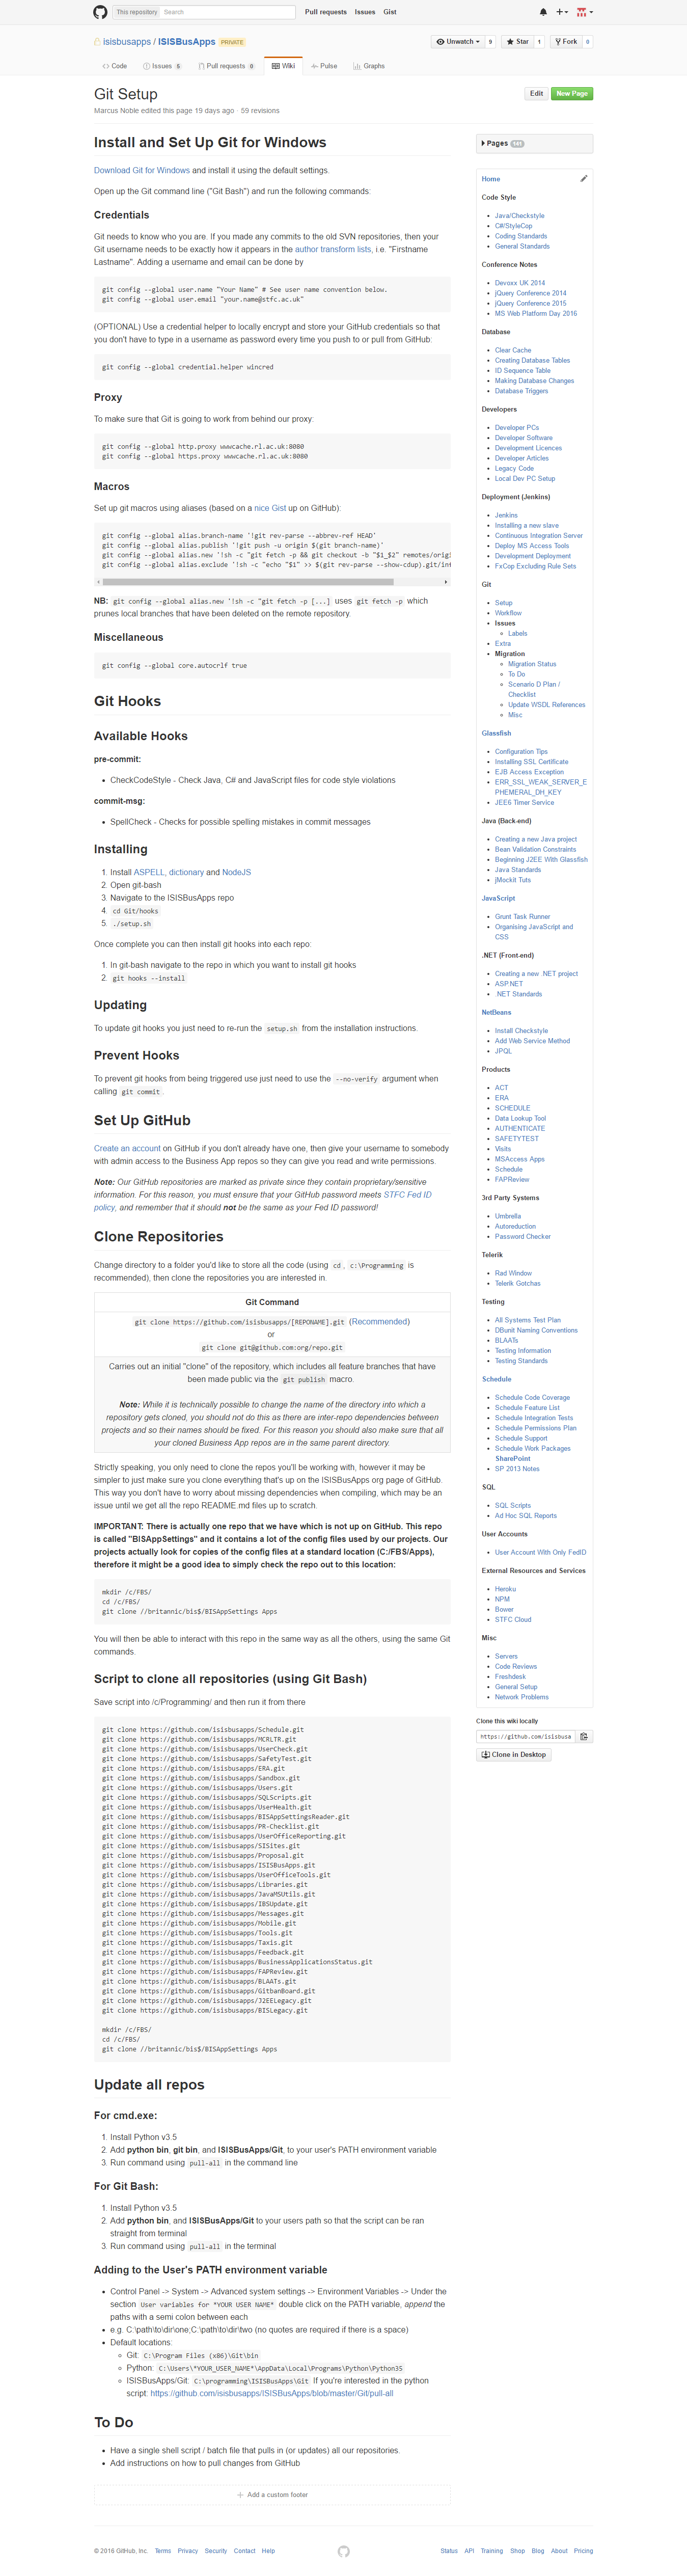 This repository Search Pull requests Issues Gist
isisbusapps / ISISBusApps PRIVATE
Unwatch 9 Star 1 Fork 0
Code Issues 5 Pull requests 0 Wiki Pulse Graphs
Git Setup
Edit New Page
Marcus Noble edited this page 19 days ago · 59 revisions
Install and Set Up Git for Windows
Download Git for Windows and install it using the default settings.
Open up the Git command line ("Git Bash") and run the following commands:
Credentials
Git needs to know who you are. If you made any commits to the old SVN repositories, then your
Git username needs to be exactly how it appears in the author transform lists, i.e. "Firstname
Lastname". Adding a username and email can be done by
git config --global user.name "Your Name" # See user name convention below.
git config --global user.email "your.name@stfc.ac.uk"
(OPTIONAL) Use a credential helper to locally encrypt and store your GitHub credentials so that
you don't have to type in a username as password every time you push to or pull from GitHub:
git config --global credential.helper wincred
Proxy
To make sure that Git is going to work from behind our proxy:
git config --global http.proxy wwwcache.rl.ac.uk:8080
git config --global https.proxy wwwcache.rl.ac.uk:8080
Macros
Set up git macros using aliases (based on a nice Gist up on GitHub):
git config --global alias.branch-name '!git rev-parse --abbrev-ref HEAD'
git config --global alias.publish '!git push -u origin $(git branch-name)'
git config --global alias.new '!sh -c "git fetch -p && git checkout -b "$1_$2" remotes/origi
git config --global alias.exclude '!sh -c "echo "$1" >> $(git rev-parse --show-cdup).git/inf
NB: git config --global alias.new '!sh -c "git fetch -p [...] uses git fetch -p which
prunes local branches that have been deleted on the remote repository.
Miscellaneous
git config --global core.autocrlf true
Git Hooks
Available Hooks
pre-commit:
CheckCodeStyle - Check Java, C# and JavaScript files for code style violations
commit-msg:
SpellCheck - Checks for possible spelling mistakes in commit messages
Installing
1. Install ASPELL, dictionary and NodeJS
2. Open git-bash
3. Navigate to the ISISBusApps repo
4. cd Git/hooks
5. ./setup.sh
Once complete you can then install git hooks into each repo:
1. In git-bash navigate to the repo in which you want to install git hooks
2. git hooks --install
Updating
To update git hooks you just need to re-run the setup.sh from the installation instructions.
Prevent Hooks
To prevent git hooks from being triggered use just need to use the --no-verify argument when
calling git commit.
Set Up GitHub
Create an account on GitHub if you don't already have one, then give your username to somebody
with admin access to the Business App repos so they can give you read and write permissions.
Note: Our GitHub repositories are marked as private since they contain proprietary/sensitive
information. For this reason, you must ensure that your GitHub password meets STFC Fed ID
policy, and remember that it should not be the same as your Fed ID password!
Clone Repositories
Change directory to a folder you'd like to store all the code (using cd, c:\Programming is
recommended), then clone the repositories you are interested in.
Git Command
git clone https://github.com/isisbusapps/[REPONAME].git (Recommended)
or
git clone git@github.com:org/repo.git
Carries out an initial "clone" of the repository, which includes all feature branches that have
been made public via the git publish macro.
Note: While it is technically possible to change the name of the directory into which a
repository gets cloned, you should not do this as there are inter-repo dependencies between
projects and so their names should be fixed. For this reason you should also make sure that all
your cloned Business App repos are in the same parent directory.
Strictly speaking, you only need to clone the repos you'll be working with, however it may be
simpler to just make sure you clone everything that's up on the ISISBusApps org page of GitHub.
This way you don't have to worry about missing dependencies when compiling, which may be an
issue until we get all the repo README md files up to scratch.
IMPORTANT: There is actually one repo that we have which is not up on GitHub. This repo
is called "BISAppSettings" and it contains a lot of the config files used by our projects. Our
projects actually look for copies of the config files at a standard location (C:/FBS/Apps),
therefore it might be a good idea to simply check the repo out to this location:
mkdir /c/FBS/
cd /c/FBS/
git clone //britannic/bis$/BISAppSettings Apps
You will then be able to interact with this repo in the same way as all the others, using the same Git
commands.
Script to clone all repositories (using Git Bash)
Save script into /c/Programming/ and then run it from there
git clone https://github.com/isisbusapps/Schedule.git
git clone https://github.com/isisbusapps/MCRLTR.git
git clone https://github.com/isisbusapps/UserCheck.git
git clone https://github.com/isisbusapps/SafetyTest.git
git clone https://github.com/isisbusapps/ERA.git
git clone https://github.com/isisbusapps/Sandbox.git
git clone https://github.com/isisbusapps/Users.git
git clone https://github.com/isisbusapps/SQLScripts.git
git clone https://github.com/isisbusapps/UserHealth.git
git clone https://github.com/isisbusapps/BISAppSettingsReader.git
git clone https://github.com/isisbusapps/PR-Checklist.git
git clone https://github.com/isisbusapps/UserOfficeReporting.git
git clone https://github.com/isisbusapps/SISites.git
git clone https://github.com/isisbusapps/Proposal.git
git clone https://github.com/isisbusapps/ISISBusApps.git
git clone https://github.com/isisbusapps/UserOfficeTools.git
git clone https://github.com/isisbusapps/Libraries.git
git clone https://github.com/isisbusapps/JavaMSUtils.git
git clone https://github.com/isisbusapps/IBSUpdate.git
git clone https://github.com/isisbusapps/Messages.git
git clone https://github.com/isisbusapps/Mobile.git
git clone https://github.com/isisbusapps/Tools.git
git clone https://github.com/isisbusapps/Taxis.git
git clone https://github.com/isisbusapps/Feedback.git
git clone https://github.com/isisbusapps/BusinessApplicationsStatus.git
git clone https://github.com/isisbusapps/FAPReview.git
git clone https://github.com/isisbusapps/BLAATs.git
git clone https://github.com/isisbusapps/GitbanBoard.git
git clone https://github.com/isisbusapps/J2EELegacy.git
git clone https://github.com/isisbusapps/BISLegacy.git
mkdir /c/FBS/
cd /c/FBS/
git clone //britannic/bis$/BISAppSettings Apps
Update all repos
For cmd.exe:
1. Install Python v3.5
2. Add python bin, git bin, and ISISBusApps/Git, to your user's PATH environment variable
3. Run command using pull-all in the command line
For Git Bash:
1. Install Python v3.5
2. Add python bin, and ISISBusApps/Git to your users path so that the script can be ran
straight from terminal
3. Run command using pull-all in the terminal
Adding to the User's PATH environment variable
Control Panel -> System -> Advanced system settings -> Environment Variables -> Under the
section User variables for *YOUR USER NAME* double click on the PATH variable, append the
paths with a semi colon between each
e.g. C:\path\to\dir\one;C:\path\to\dir\two (no quotes are required if there is a space)
Default locations:
Git: C:\Program Files (x86)\Git\bin
Python: C:\Users\*YOUR_USER_NAME*\AppData\Local\Programs\Python\Python35
ISISBusApps/Git: C:\programming\ISISBusApps\Git If you're interested in the python
script: https://github.com/isisbusapps/ISISBusApps/blob/master/Git/pull-all
To Do
Have a single shell script / batch file that pulls in (or updates) all our repositories.
Add instructions on how to pull changes from GitHub
Add a custom footer
Pages 141
Home
Code Style
Java/Checkstyle
C#/StyleCop
Coding Standards
General Standards
Conference Notes
Devoxx UK 2014
jQuery Conference 2014
jQuery Conference 2015
MS Web Platform Day 2016
Database
Clear Cache
Creating Database Tables
ID Sequence Table
Making Database Changes
Database Triggers
Developers
Developer PCs
Developer Software
Development Licences
Developer Articles
Legacy Code
Local Dev PC Setup
Deployment (Jenkins)
Jenkins
Installing a new slave
Continuous Integration Server
Deploy MS Access Tools
Development Deployment
FxCop Excluding Rule Sets
Git
Setup
Workflow
Issues
Labels
Extra
Migration
Migration Status
To Do
Scenario D Plan /
Checklist
Update WSDL References
Misc
Glassfish
Configuration Tips
Installing SSL Certificate
EJB Access Exception
ERR_SSL_WEAK_SERVER_E
PHEMERAL_DH_KEY
JEE6 Timer Service
Java (Back-end)
Creating a new Java project
Bean Validation Constraints
Beginning J2EE With Glassfish
Java Standards
jMockit Tuts
JavaScript
Grunt Task Runner
Organising JavaScript and
CSS
.NET (Front-end)
Creating a new .NET project
ASP.NET
.NET Standards
NetBeans
Install Checkstyle
Add Web Service Method
JPQL
Products
ACT
ERA
SCHEDULE
Data Lookup Tool
AUTHENTICATE
SAFETYTEST
Visits
MSAccess Apps
Schedule
FAPReview
3rd Party Systems
Umbrella
Autoreduction
Password Checker
Telerik
Rad Window
Telerik Gotchas
Testing
All Systems Test Plan
DBunit Naming Conventions
BLAATs
Testing Information
Testing Standards
Schedule
Schedule Code Coverage
Schedule Feature List
Schedule Integration Tests
Schedule Permissions Plan
Schedule Support
Schedule Work Packages
SharePoint
SP 2013 Notes
SQL
SQL Scripts
Ad Hoc SQL Reports
User Accounts
User Account With Only FedID
External Resources and Services
Heroku
NPM
Bower
STFC Cloud
Misc
Servers
Code Reviews
Freshdesk
General Setup
Network Problems
Clone this wiki locally
https://github.com/isisbusa
Clone in Desktop
© 2016 GitHub, Inc. Terms Privacy Security Contact Help
Status API Training Shop Blog About Pricing